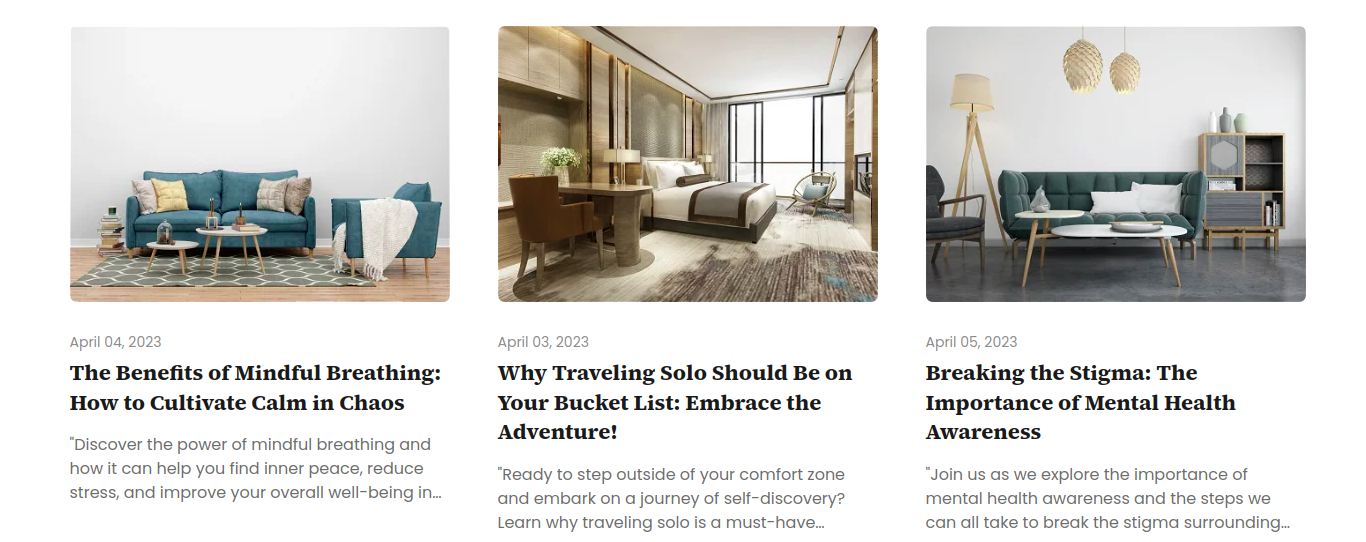 April 04, 2023
The Benefits of Mindful Breathing:
How to Cultivate Calm in Chaos
"Discover the power of mindful breathing and
how it can help you find inner peace, reduce
stress, and improve your overall well-being in...
April 03, 2023
Why Traveling Solo Should Be on
Your Bucket List: Embrace the
Adventure!
"Ready to step outside of your comfort zone
and embark on a journey of self-discovery?
Learn why traveling solo is a must-have...
April 05, 2023
Breaking the Stigma: The
Importance of Mental Health
Awareness
"Join us as we explore the importance of
mental health awareness and the steps we
can all take to break the stigma surrounding...